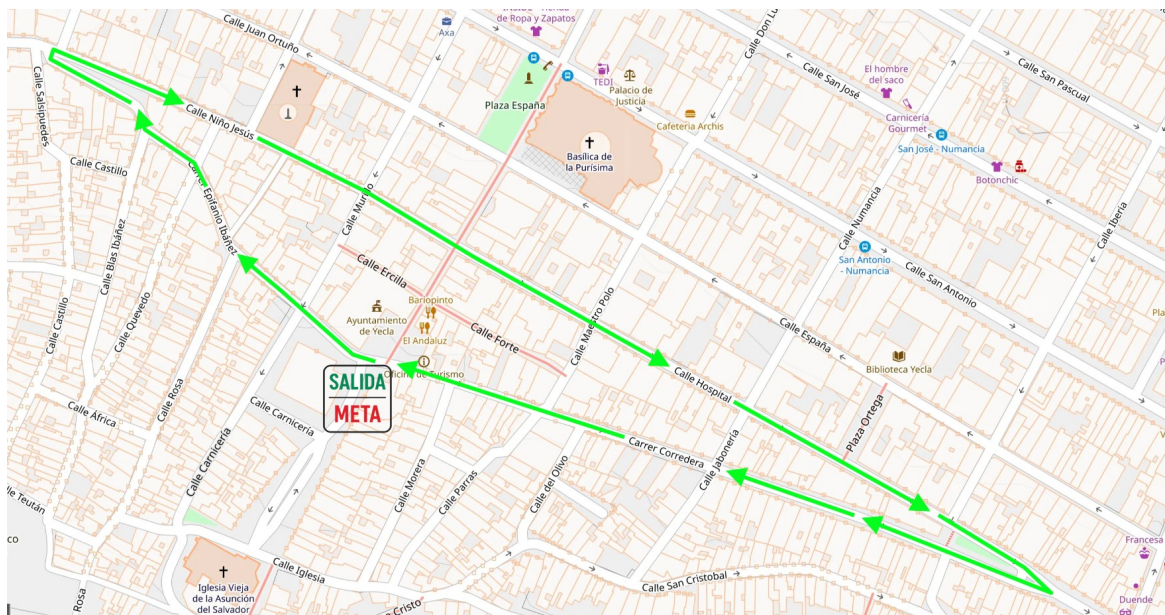 de Ropa y Zapatos
Axa
Calle Juan Ortuño
Calle Salsipuedes
Calle Niño Jesús
Plaza España
TEDI
Palacio de
Justicia
Cafetería Archis
Basílica de
la Purísima
Calle San José
Calle San Pascual
El hombre
del saco
Carnicería
Gourmet
San José - Numancia
Botonchic
Calle Castillo
Carrer Epifanio Ibáñez
Calle Blas Ibáñez
Calle Murillo
Calle Numancia
Calle Iberia
San Antonio
- Numancia
Calle San Antonio
Calle Ercilla
Bariopinto
Ayuntamiento
de Yecla
El Andaluz
Calle Forte
Calle Maestro Polo
Calle España
Calle Castillo
Calle Quevedo
Calle Rosa
Oficina de Turismo
SALIDA
META
Calle Hospital
Biblioteca Yecla
Plaza Ortega
Calle África
Calle Carnicería
Calle Carnicería
Carrer Corredera
Calle Jabonería
Calle Morera
Calle Parras
Calle del Olivo
Calle Iglesia
Calle San Cristobal
Iglesia Vieja
de la Asunción
del Salvador
Rosa
Cristo
Francesa
Duende